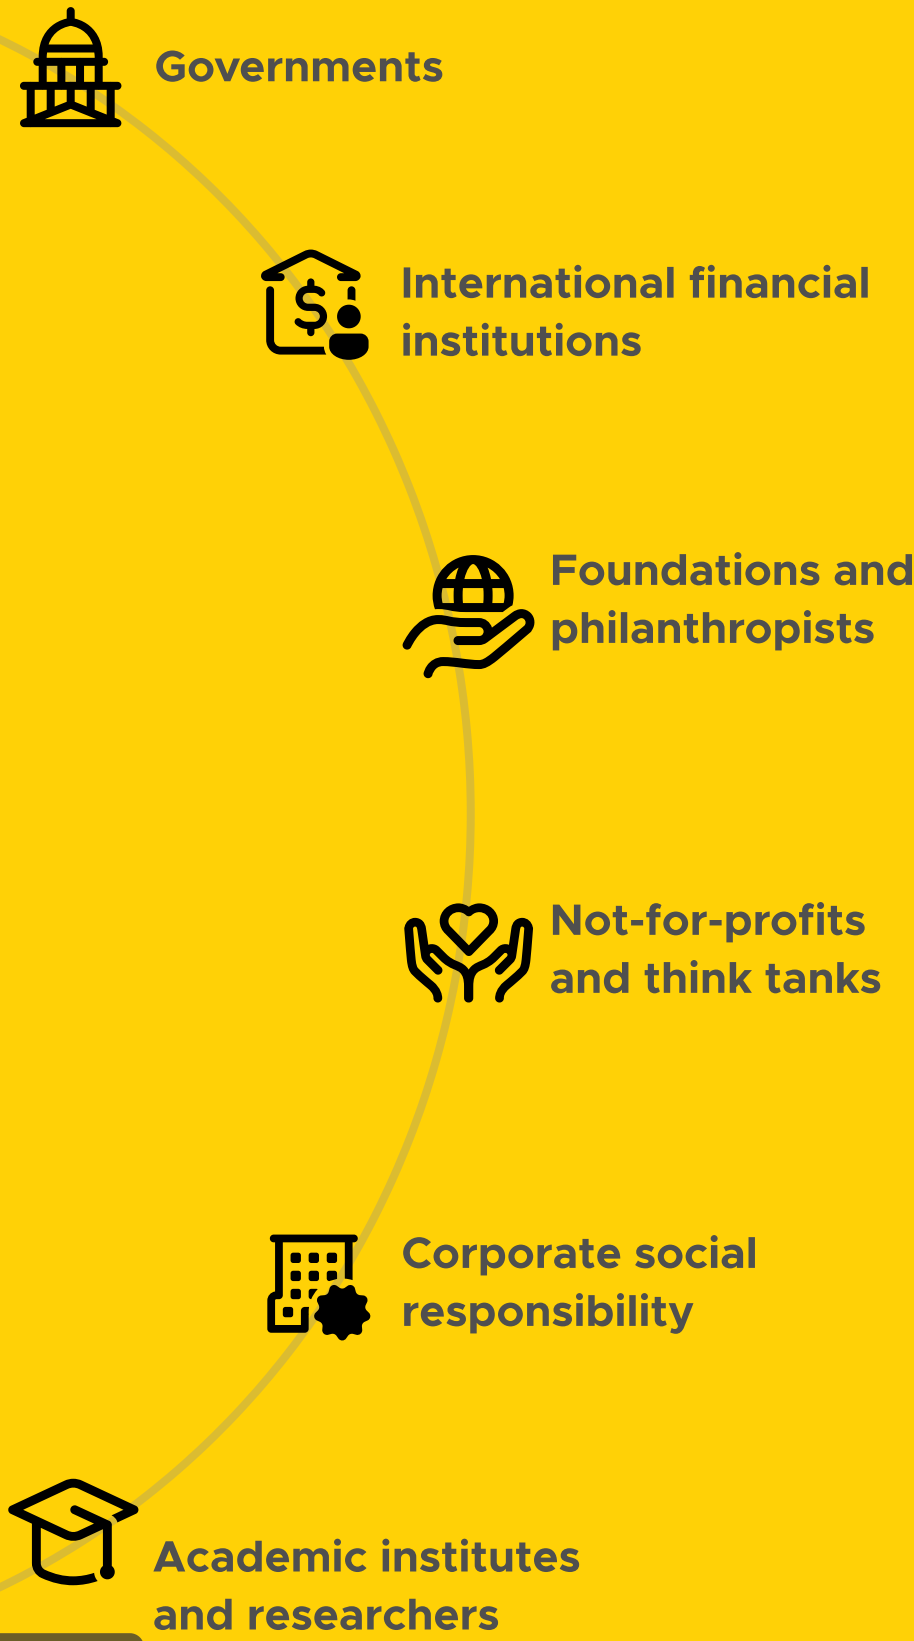 Governments
International financial
institutions
Foundations and
philanthropists
Not-for-profits
and think tanks
Corporate social
responsibility
Academic institutes
and researchers